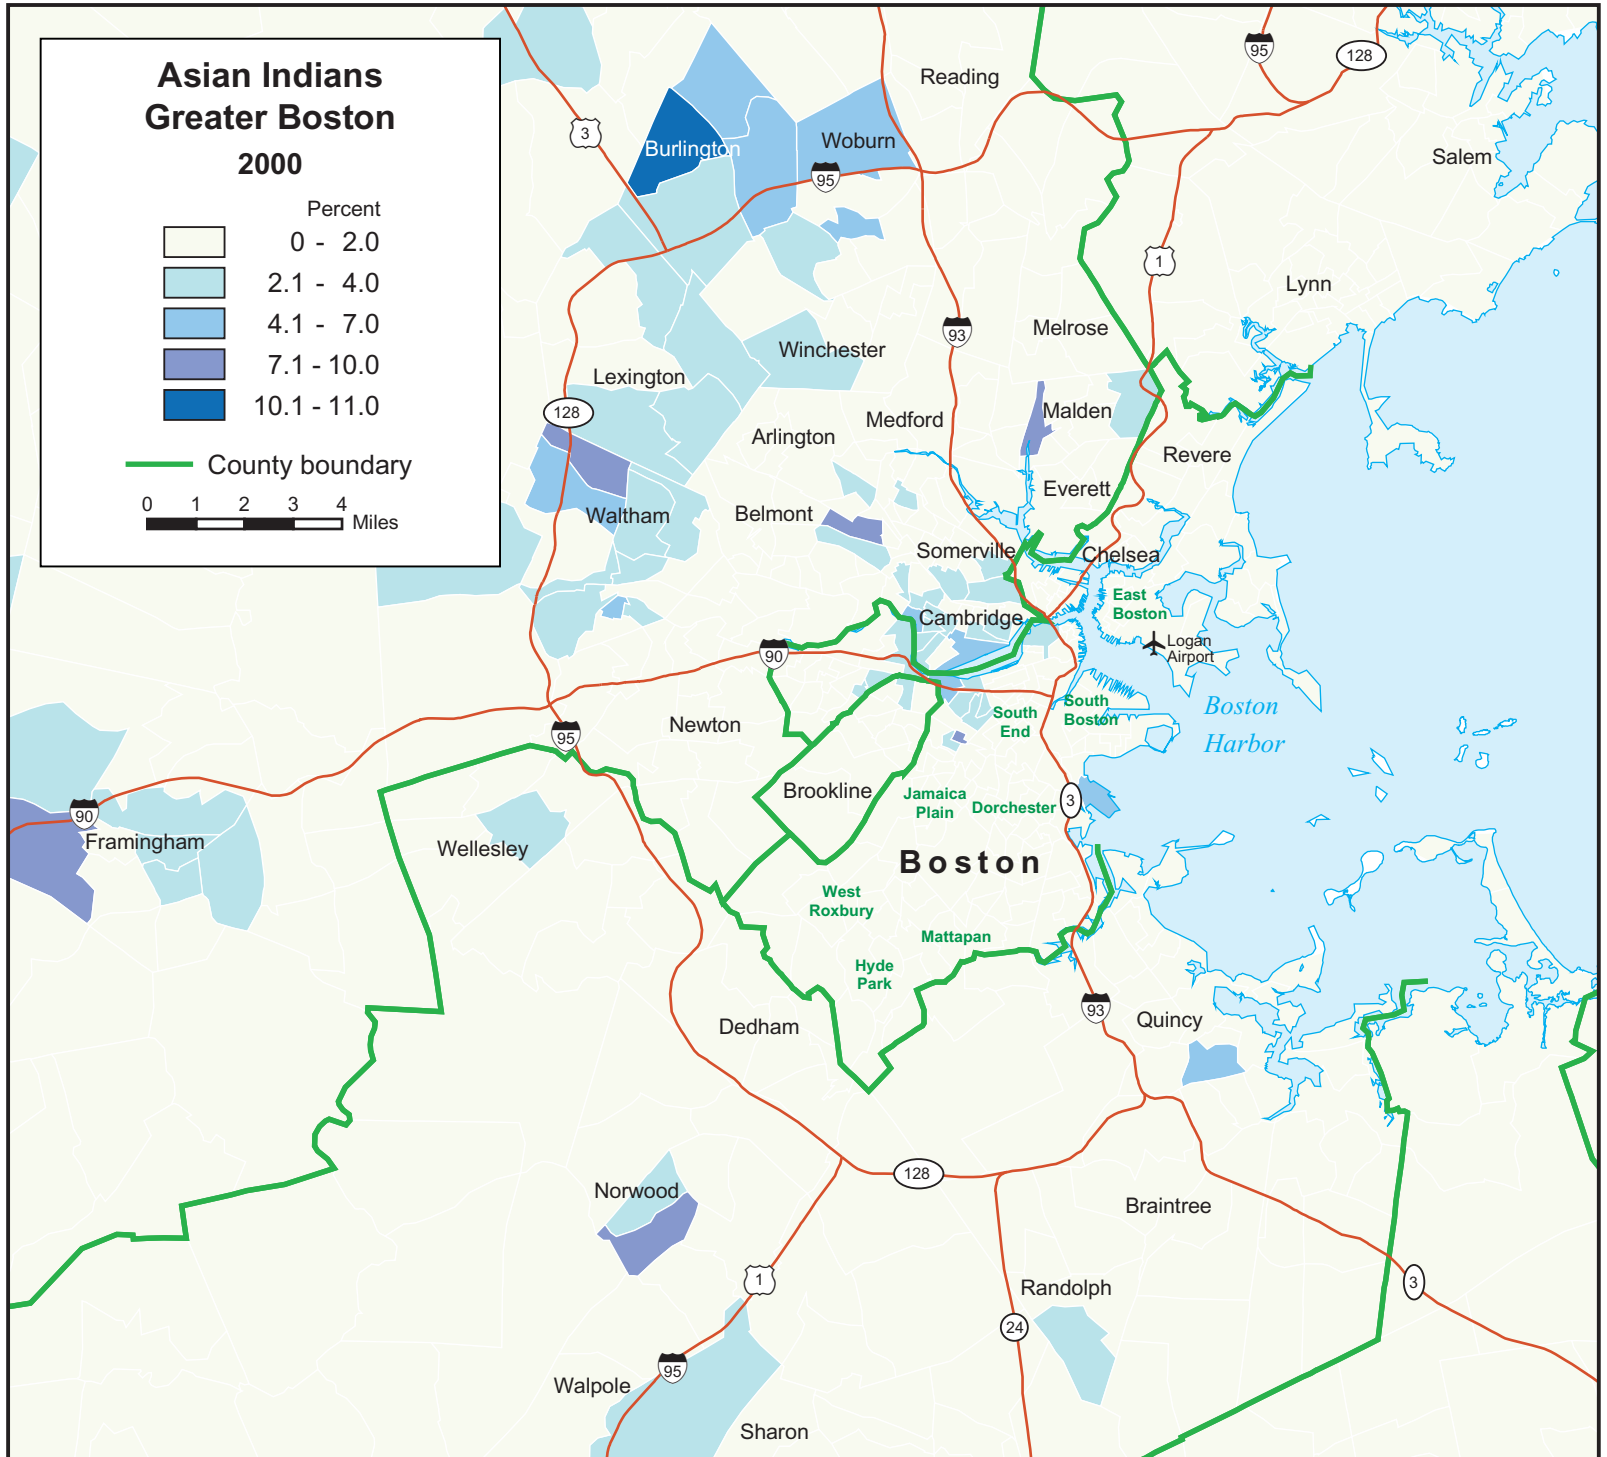 Asian Indians
Greater Boston
2000
Percent
0 - 2.0
2.1 - 4.0
4.1 - 7.0
7.1 - 10.0
10.1 - 11.0
County boundary
0 1 2 3 4
Miles
Reading
95
128
3
Burlington
Woburn
95
Salem
1
Lynn
93
Melrose
Winchester
Lexington
128
Malden
Medford
Arlington
Revere
Everett
Belmont
Waltham
Somerville
Chelsea
East
Boston
Cambridge
Logan
Airport
90
South
Boston
Boston
Harbor
South
End
Newton
95
Brookline
Jamaica
Plain
Dorchester
3
90
Framingham
Wellesley
Boston
West
Roxbury
Mattapan
Hyde
Park
93
Dedham
Quincy
128
Norwood
Braintree
1
Randolph
3
24
95
Walpole
Sharon